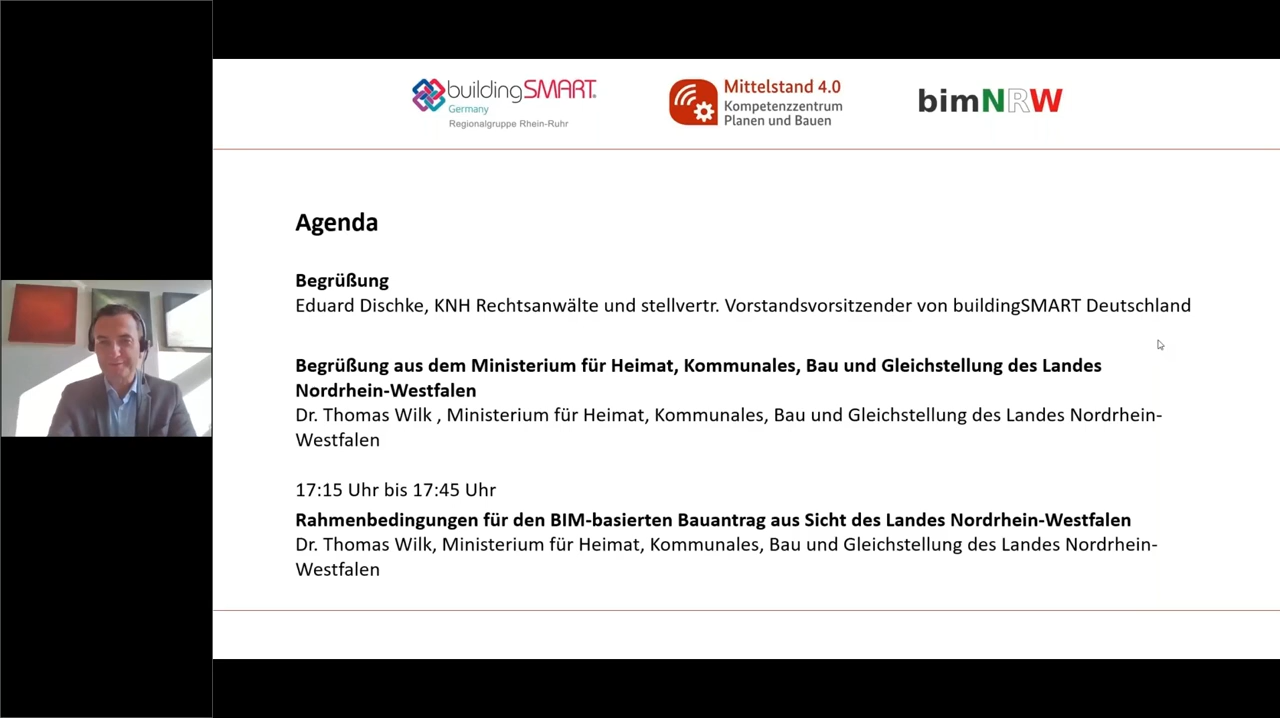 buildingSMART®
Germany
Regionalgruppe Rhein-Ruhr
Mittelstand 4.0
Kompetenzzentrum
Planen und Bauen
bimNRW
Agenda
Begrüßung
Eduard Dischke, KNH Rechtsanwälte und stellvertr. Vorstandsvorsitzender von buildingSMART Deutschland
Begrüßung aus dem Ministerium für Heimat, Kommunales, Bau und Gleichstellung des Landes
Nordrhein-Westfalen
Dr. Thomas Wilk , Ministerium für Heimat, Kommunales, Bau und Gleichstellung des Landes Nordrhein-
Westfalen
17:15 Uhr bis 17:45 Uhr
Rahmenbedingungen für den BIM-basierten Bauantrag aus Sicht des Landes Nordrhein-Westfalen
Dr. Thomas Wilk, Ministerium für Heimat, Kommunales, Bau und Gleichstellung des Landes Nordrhein-
Westfalen